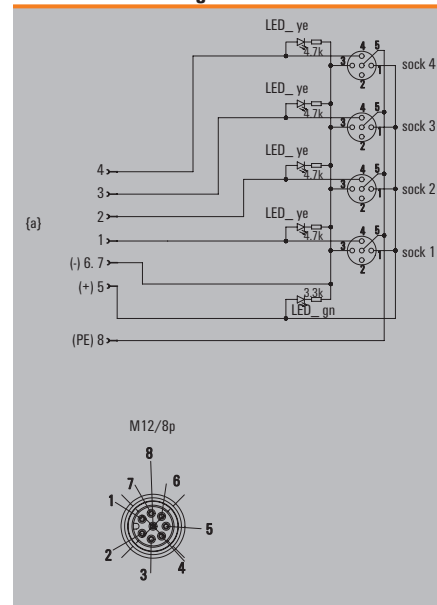 LED_ ye
4.7k
4 5
3 1
2
sock 4
LED_ ye
4.7k
4 5
3 1
2
sock 3
LED_ ye
4.7k
4 5
3 1
2
sock 2
LED_ ye
4.7k
4 5
3 1
2
sock 1
4
3
2
{a}
1
(-) 6. 7
(+) 5
3.3k
LED_ gn
(PE) 8
M12/8p
8
7 6
1
5
2
4
3